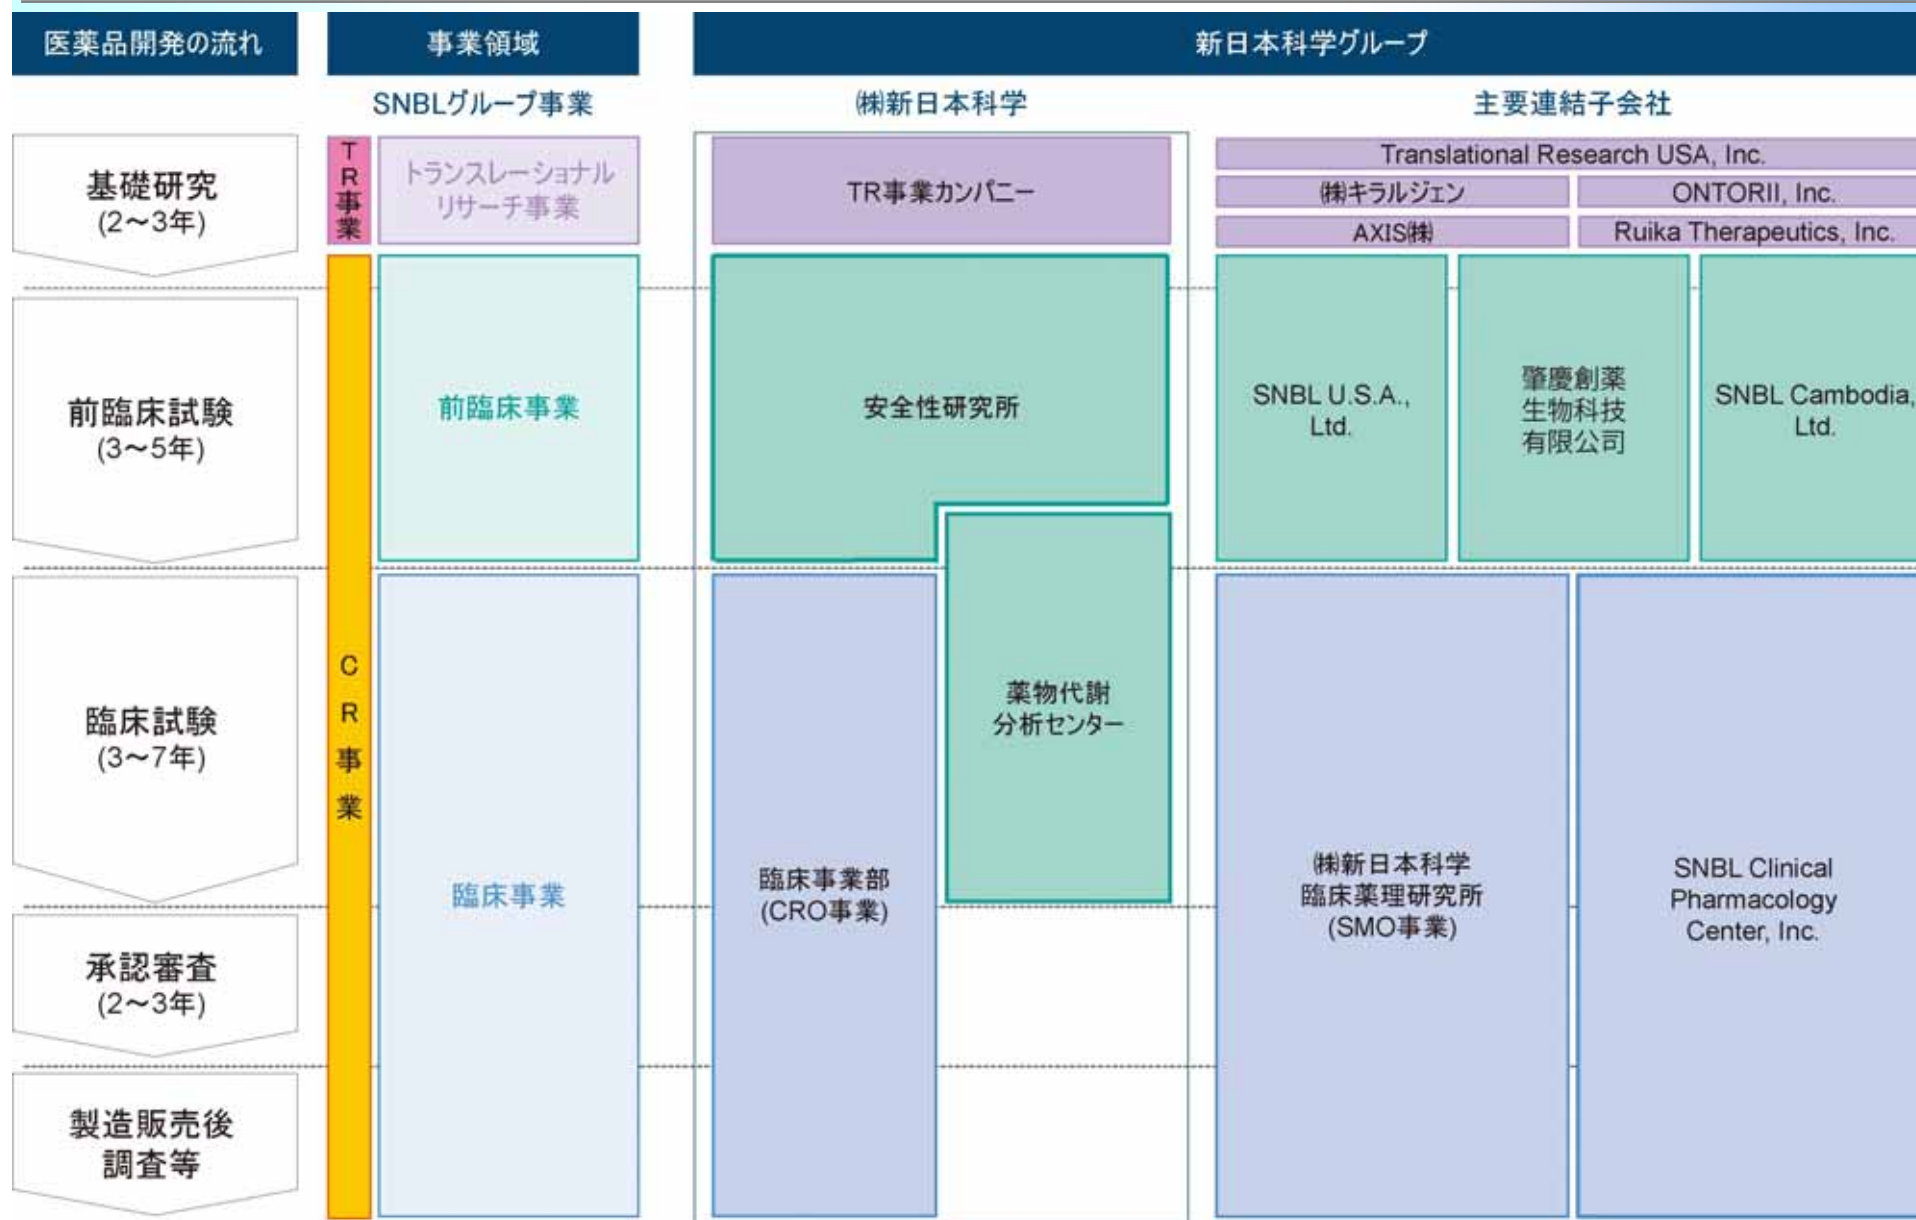 医薬品開発の流れ
事業領域
新日本科学グループ
SNBLグループ事業
㈱新日本科学
主要連結子会社
基礎研究
(2～3年)
TR事業
トランスレーショナル
リサーチ事業
TR事業カンパニー
Translational Research USA, Inc.
㈱キラルジェン
ONTORII, Inc.
AXIS㈱
Ruika Therapeutics, Inc.
前臨床試験
(3～5年)
前臨床事業
安全性研究所
SNBL U.S.A.,
Ltd.
肇慶創薬
生物科技
有限公司
SNBL Cambodia,
Ltd.
臨床試験
(3～7年)
CR事業
臨床事業
薬物代謝
分析センター
臨床事業部
(CRO事業)
㈱新日本科学
臨床薬理研究所
(SMO事業)
SNBL Clinical
Pharmacology
Center, Inc.
承認審査
(2～3年)
製造販売後
調査等